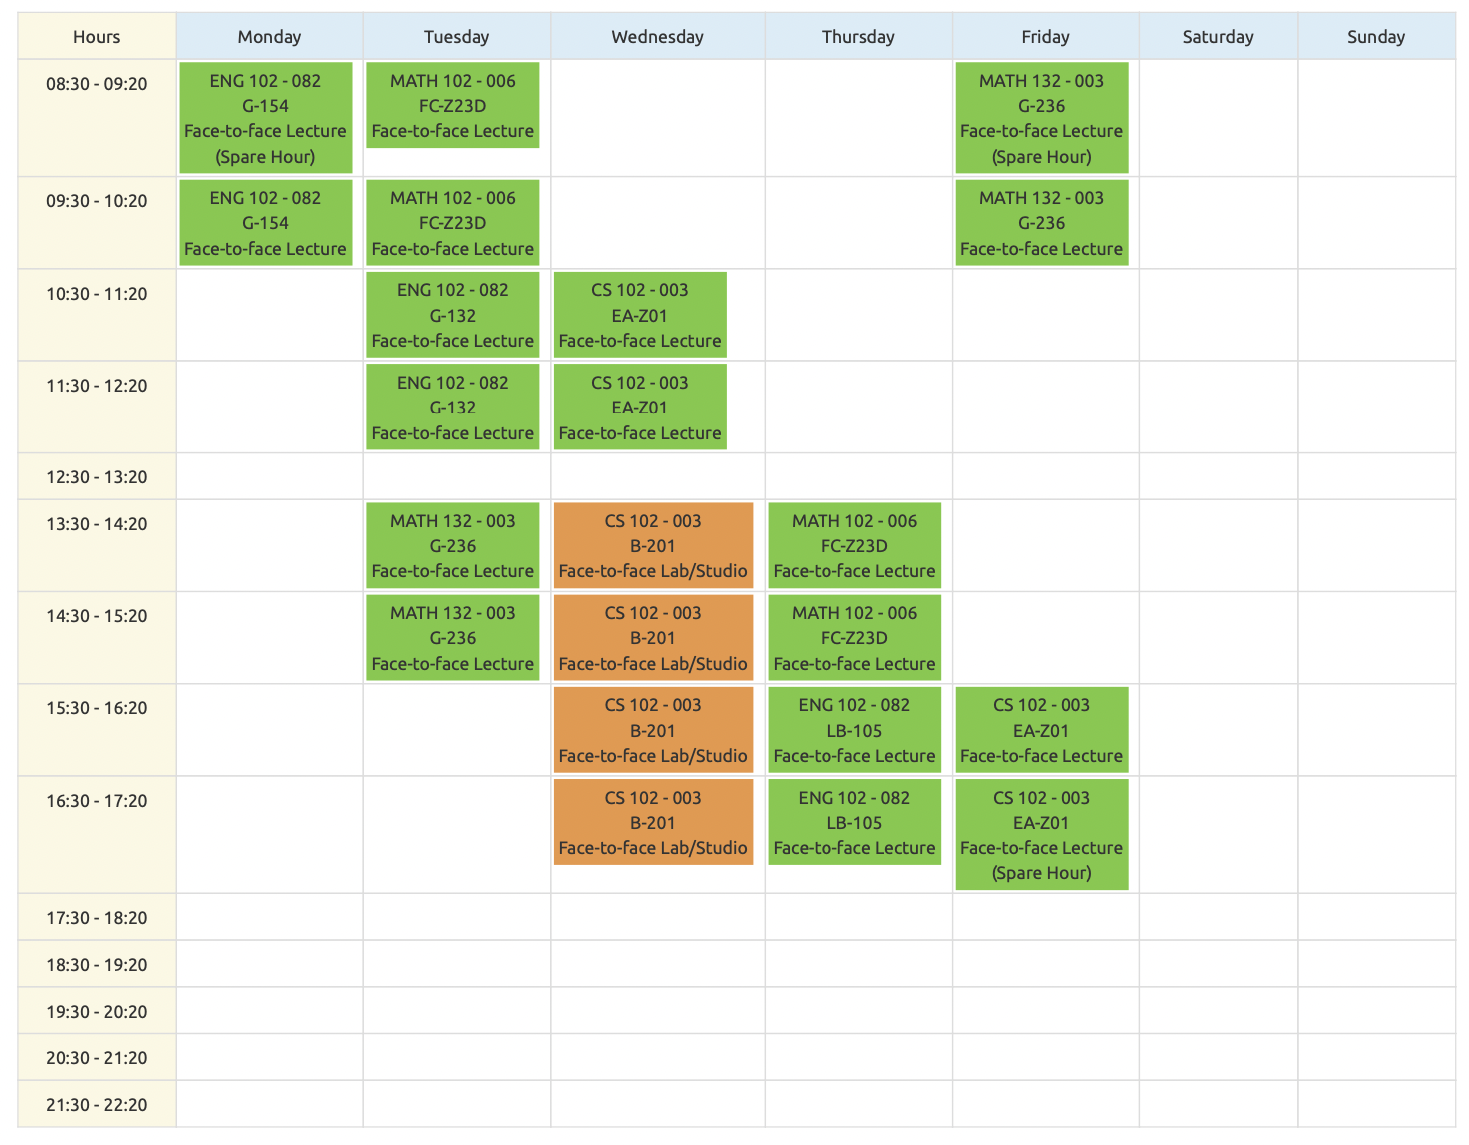 Hours Monday Tuesday Wednesday Thursday Friday Saturday Sunday
08:30 - 09:20
ENG 102 - 082
G-154
Face-to-face Lecture
(Spare Hour)
MATH 102 - 006
FC-Z23D
Face-to-face Lecture
MATH 132 - 003
G-236
Face-to-face Lecture
(Spare Hour)
09:30 - 10:20
ENG 102 - 082
G-154
Face-to-face Lecture
MATH 102 - 006
FC-Z23D
Face-to-face Lecture
MATH 132 - 003
G-236
Face-to-face Lecture
10:30 - 11:20
ENG 102 - 082
G-132
Face-to-face Lecture
CS 102 - 003
EA-Z01
Face-to-face Lecture
11:30 - 12:20
ENG 102 - 082
G-132
Face-to-face Lecture
CS 102 - 003
EA-Z01
Face-to-face Lecture
12:30 - 13:20
13:30 - 14:20
MATH 132 - 003
G-236
Face-to-face Lecture
CS 102 - 003
B-201
Face-to-face Lab/Studio
MATH 102 - 006
FC-Z23D
Face-to-face Lecture
14:30 - 15:20
MATH 132 - 003
G-236
Face-to-face Lecture
CS 102 - 003
B-201
Face-to-face Lab/Studio
MATH 102 - 006
FC-Z23D
Face-to-face Lecture
15:30 - 16:20
CS 102 - 003
B-201
Face-to-face Lab/Studio
ENG 102 - 082
LB-105
Face-to-face Lecture
CS 102 - 003
EA-Z01
Face-to-face Lecture
16:30 - 17:20
CS 102 - 003
B-201
Face-to-face Lab/Studio
ENG 102 - 082
LB-105
Face-to-face Lecture
CS 102 - 003
EA-Z01
Face-to-face Lecture
(Spare Hour)
17:30 - 18:20
18:30 - 19:20
19:30 - 20:20
20:30 - 21:20
21:30 - 22:20